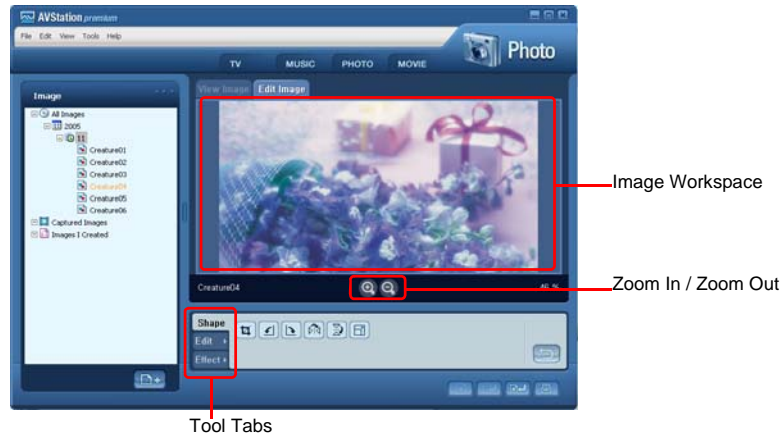 AVStation premium
File Edit View Tools Help
Photo
TV MUSIC PHOTO MOVIE
Image
View Image Edit Image
All Images
2005
11
Creature01
Creature02
Creature03
Creature04
Creature05
Creature06
Captured Images
Images I Created
Image Workspace
Creature04
46 %
Zoom In / Zoom Out
Shape
Edit
Effect
Tool Tabs